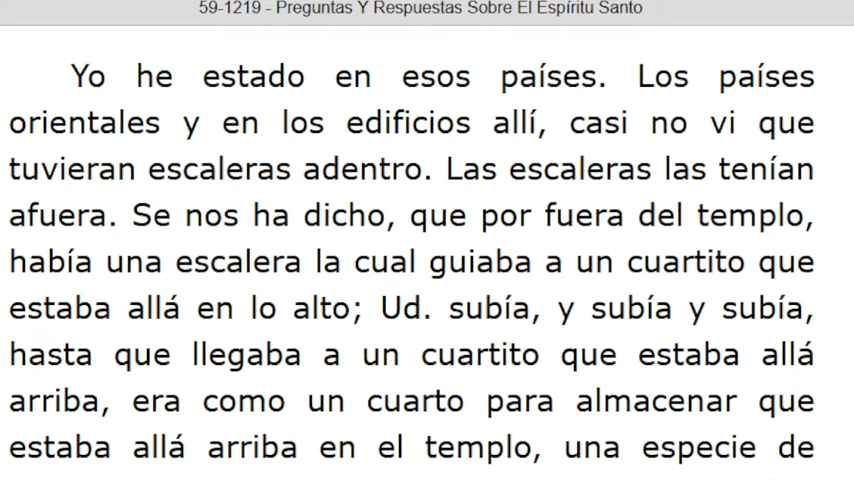 59-1219 - Preguntas Y Respuestas Sobre El Espíritu Santo
Yo he estado en esos países. Los países
orientales y en los edificios allí, casi no vi que
tuvieran escaleras adentro. Las escaleras las tenían
afuera. Se nos ha dicho, que por fuera del templo,
había una escalera la cual guiaba a un cuartito que
estaba allá en lo alto; Ud. subía, y subía y subía,
hasta que llegaba a un cuartito que estaba allá
arriba, era como un cuarto para almacenar que
estaba allá arriba en el templo, una especie de